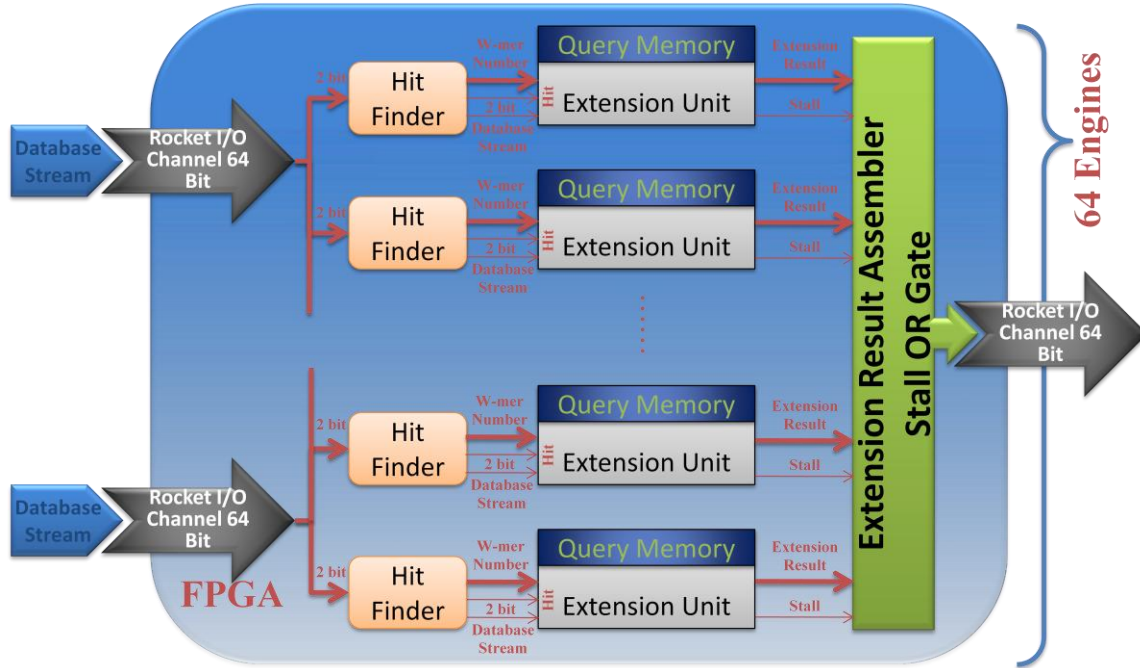 Database
Stream
Rocket I/O
Channel 64
Bit
2 bit
Hit
Finder
W-mer
Number
Hit
2 bit
Database
Stream
Query Memory
Extension Unit
Extension
Result
Stall
2 bit
Hit
Finder
W-mer
Number
Hit
2 bit
Database
Stream
Query Memory
Extension Unit
Extension
Result
Stall
Database
Stream
Rocket I/O
Channel 64
Bit
2 bit
Hit
Finder
W-mer
Number
Hit
2 bit
Database
Stream
Query Memory
Extension Unit
Extension
Result
Stall
2 bit
Hit
Finder
W-mer
Number
Hit
2 bit
Database
Stream
Query Memory
Extension Unit
Extension
Result
Stall
FPGA
Extension Result Assembler
Stall OR Gate
Rocket I/O
Channel 64
Bit
64 Engines